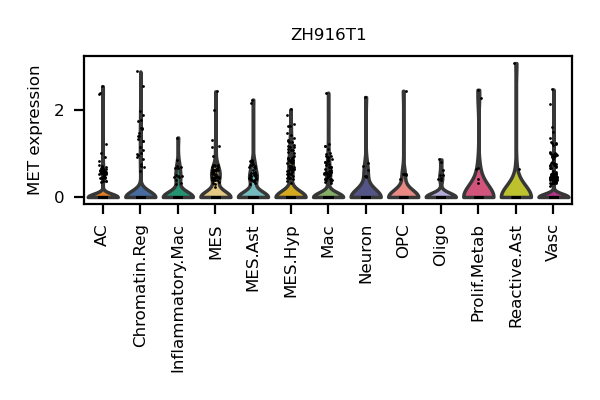 ZH916T1
MET expression
2
0
AC
Chromatin.Reg
Inflammatory.Mac
MES
MES.Ast
MES.Hyp
Mac
Neuron
OPC
Oligo
Prolif.Metab
Reactive.Ast
Vasc